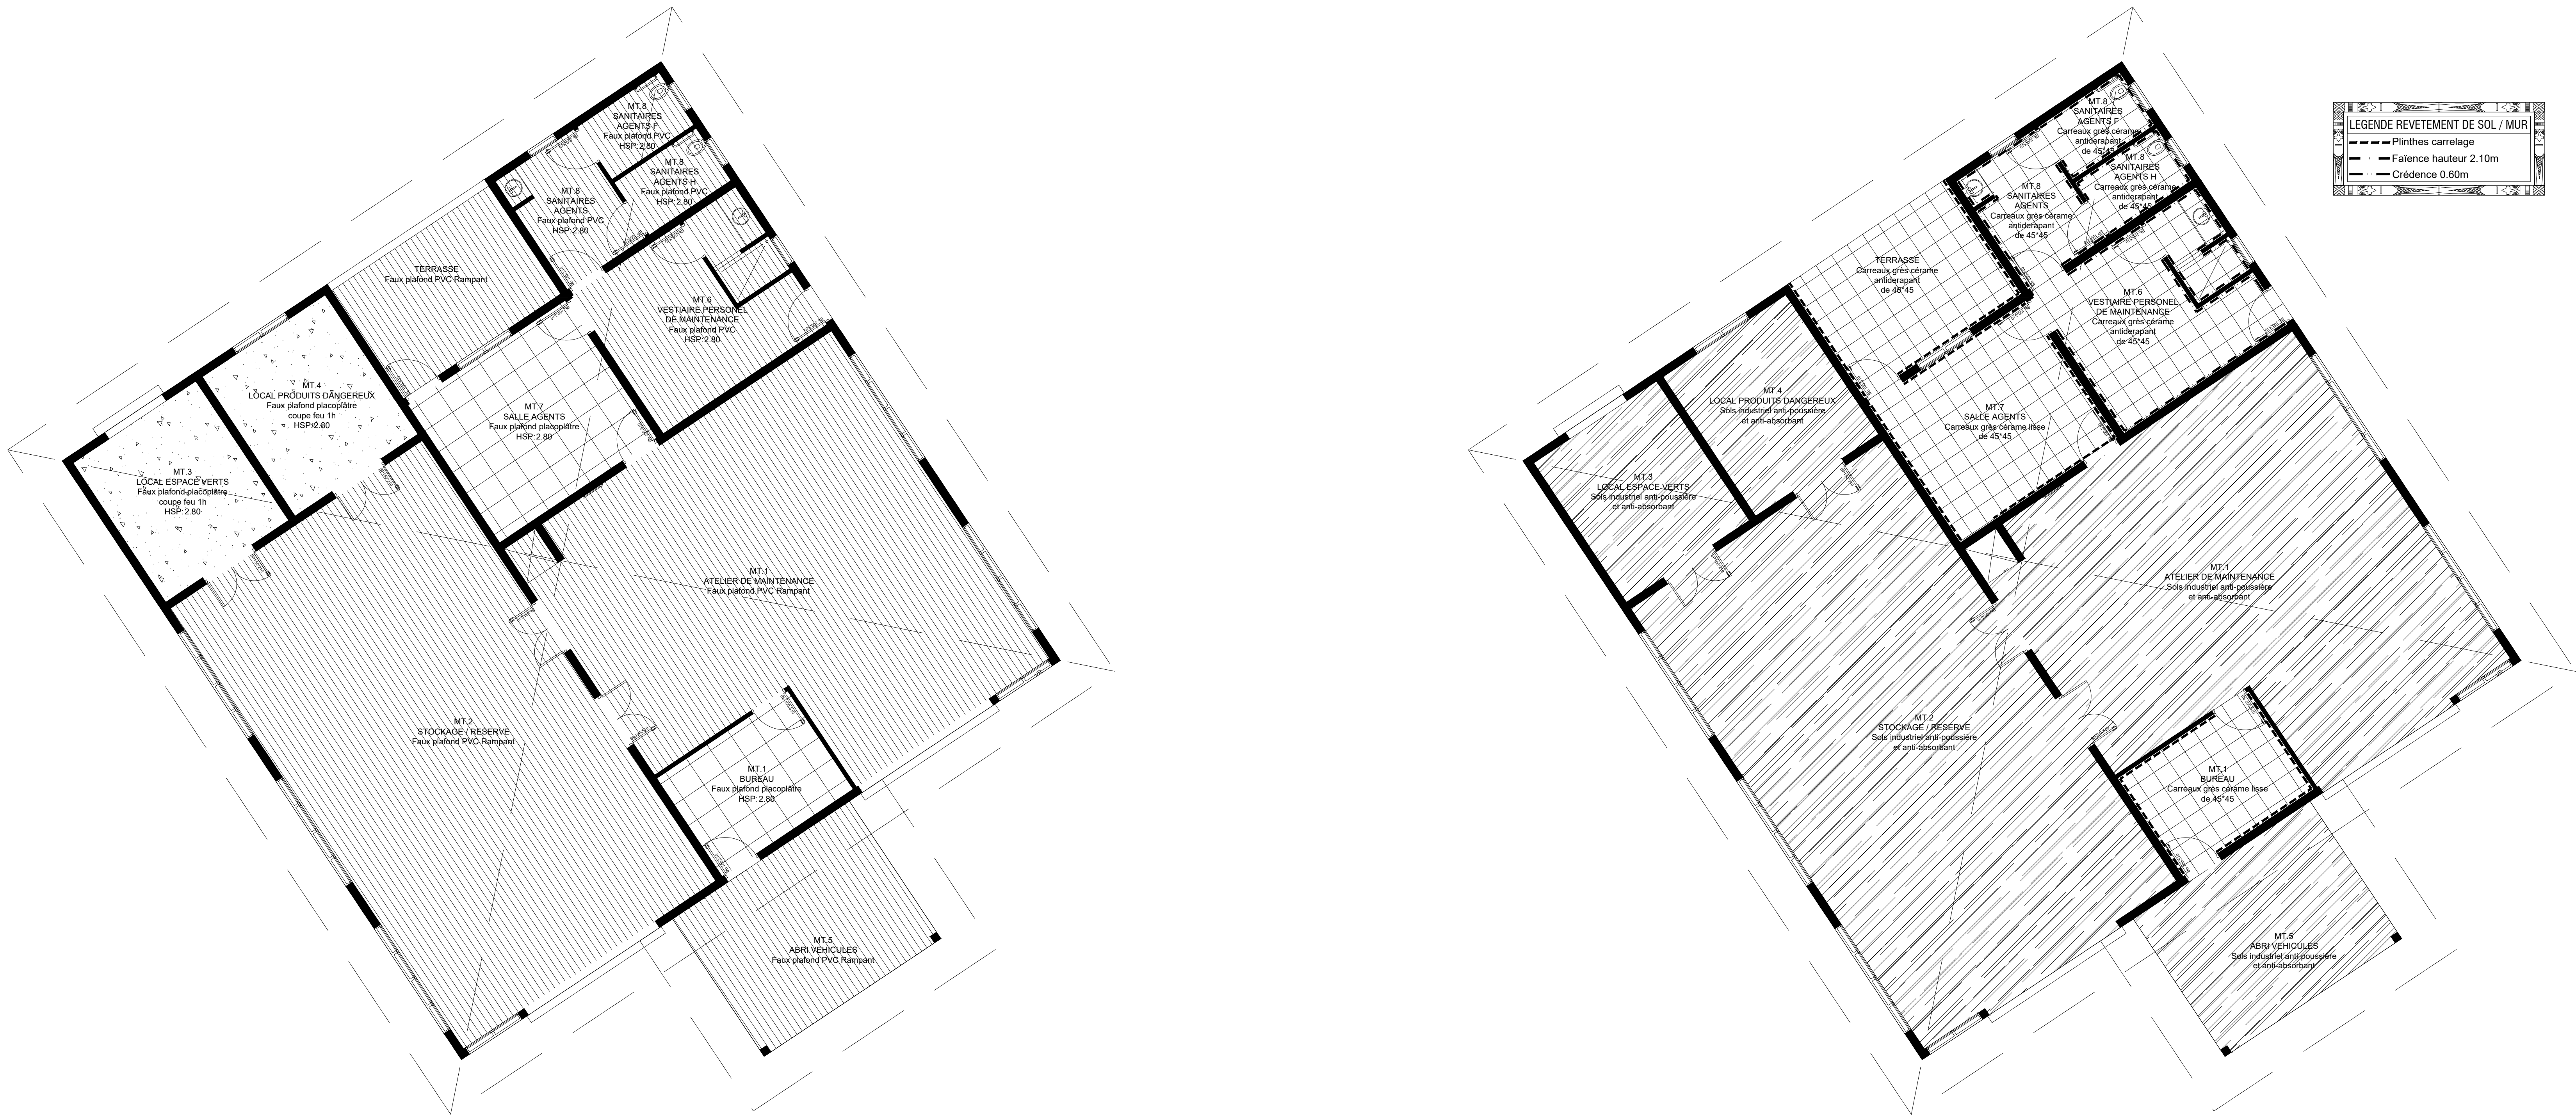 MT.8
SANITAIRES
AGENTS F
Faux plafond PVC
HSP: 2.80
MT.8
SANITAIRES
AGENTS H
Faux plafond PVC
HSP: 2.80
MT.8
SANITAIRES
AGENTS
Faux plafond PVC
HSP: 2.80
TERRASSE
Faux plafond PVC Rampant
MT.6
VESTIAIRE PERSONEL
DE MAINTENANCE
Faux plafond PVC
HSP: 2.80
MT.4
LOCAL PRODUITS DANGEREUX
Faux plafond placoplâtre
coupe feu 1h
HSP: 2.80
MT.7
SALLE AGENTS
Faux plafond placoplâtre
HSP: 2.80
MT.3
LOCAL ESPACE VERTS
Faux plafond placoplâtre
coupe feu 1h
HSP: 2.80
MT.1
ATELIER DE MAINTENANCE
Faux plafond PVC Rampant
MT.2
STOCKAGE / RESERVE
Faux plafond PVC Rampant
MT.1
BUREAU
Faux plafond placoplâtre
HSP: 2.80
MT.5
ABRI VEHICULES
Faux plafond PVC Rampant
MT.8
SANITAIRES
AGENTS F
Carreaux grès cérame
antiderapant
de 45*45
MT.8
SANITAIRES
AGENTS H
Carreaux grès cérame
antiderapant
de 45*45
MT.8
SANITAIRES
AGENTS
Carreaux grès cérame
antiderapant
de 45*45
TERRASSE
Carreaux grès cérame
antiderapant
de 45*45
MT.6
VESTIAIRE PERSONEL
DE MAINTENANCE
Carreaux grès cérame
antiderapant
de 45*45
MT.4
LOCAL PRODUITS DANGEREUX
Sols industriel anti-poussière
et anti-absorbant
MT.7
SALLE AGENTS
Carreaux grès cérame lisse
de 45*45
MT.3
LOCAL ESPACE VERTS
Sols industriel anti-poussière
et anti-absorbant
MT.1
ATELIER DE MAINTENANCE
Sols industriel anti-poussière
et anti-absorbant
MT.2
STOCKAGE / RESERVE
Sols industriel anti-poussière
et anti-absorbant
MT.1
BUREAU
Carreaux grès cérame lisse
de 45*45
MT.5
ABRI VEHICULES
Sols industriel anti-poussière
et anti-absorbant
LEGENDE REVETEMENT DE SOL / MUR
Plinthes carrelage
Faïence hauteur 2.10m
Crédence 0.60m